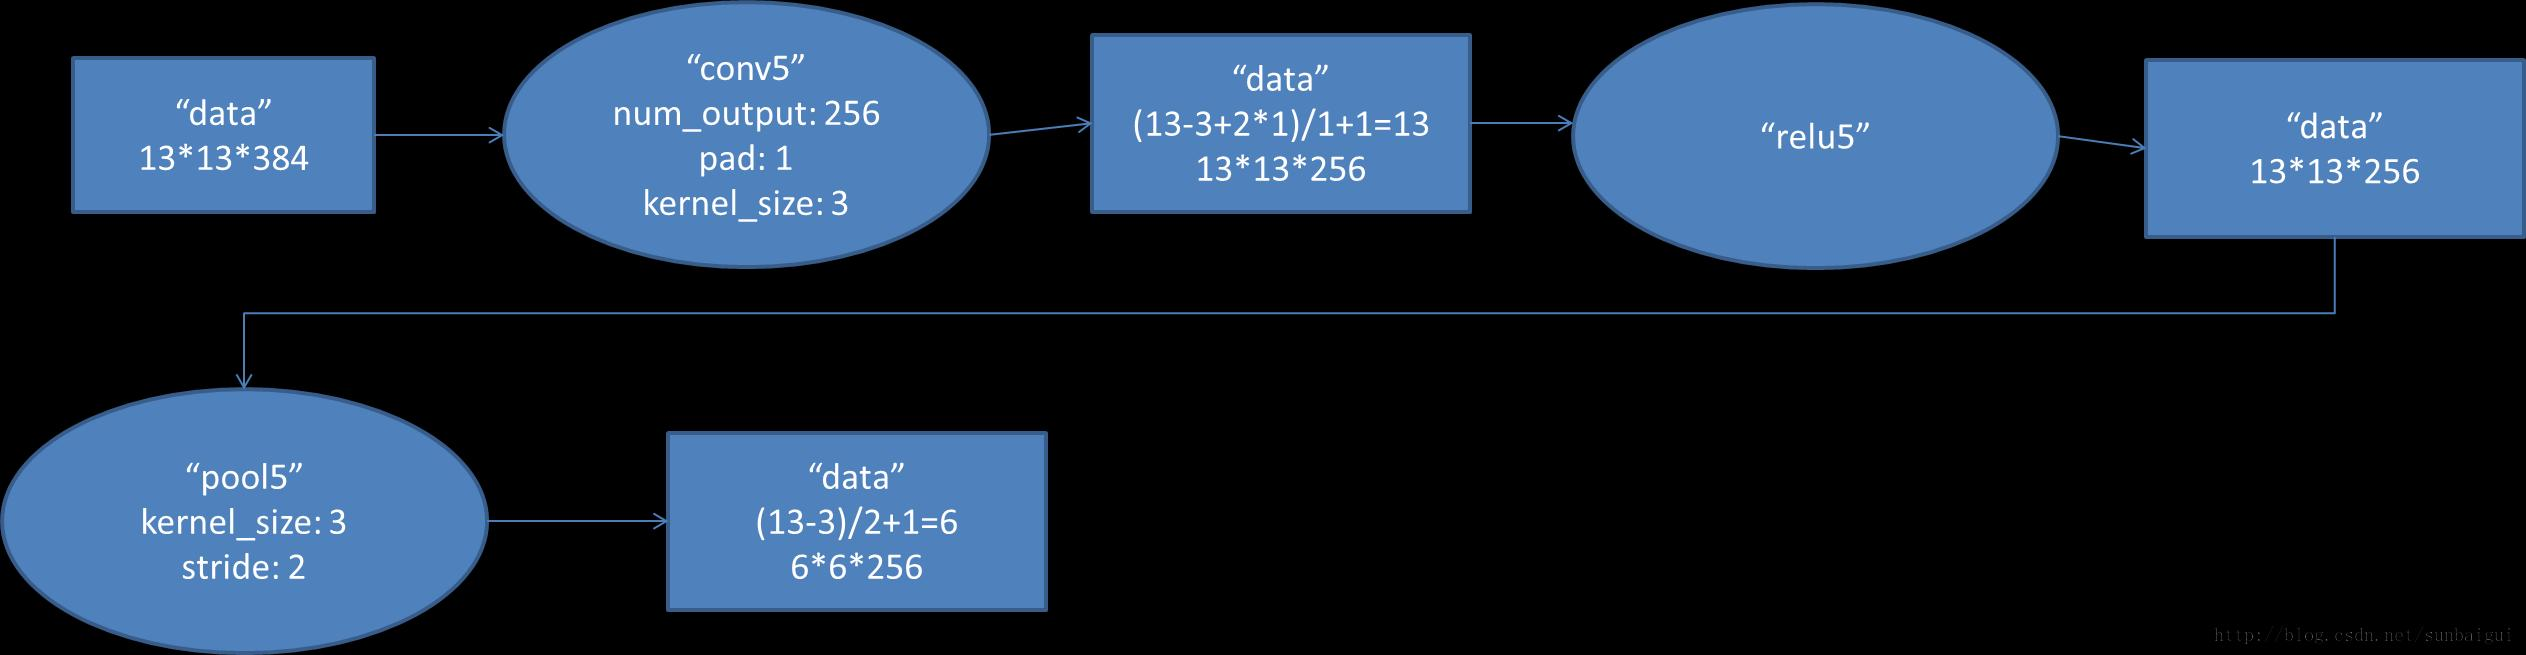 “data”
13*13*384
“conv5”
num_output: 256
pad: 1
kernel_size: 3
“data”
(13-3+2*1)/1+1=13
13*13*256
“relu5”
“data”
13*13*256
“pool5”
kernel_size: 3
stride: 2
“data”
(13-3)/2+1=6
6*6*256
http://blog.csdn.net/sunbaigui